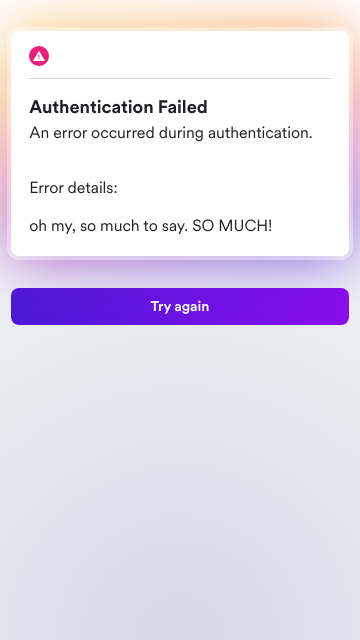 Authentication Failed
An error occurred during authentication.
Error details:
oh my, so much to say. SO MUCH!
Try again